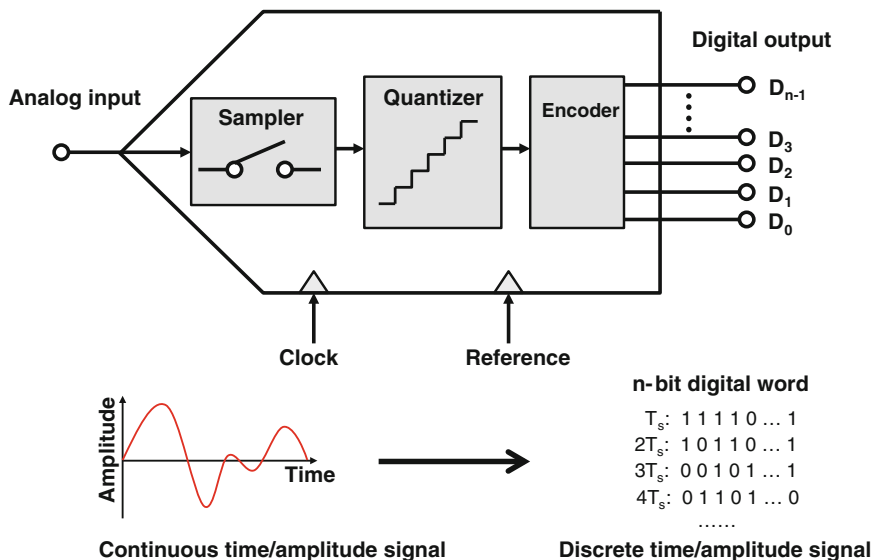 Digital output
Analog input
Sampler
Quantizer
Encoder
Dn-1
D3
D2
D1
D0
Clock
Reference
Amplitude
Time
Continuous time/amplitude signal
n-bit digital word
Ts: 1 1 1 1 0 ... 1
2Ts: 1 0 1 1 0 ... 1
3Ts: 0 0 1 0 1 ... 1
4Ts: 0 1 1 0 1 ... 0
......
Discrete time/amplitude signal